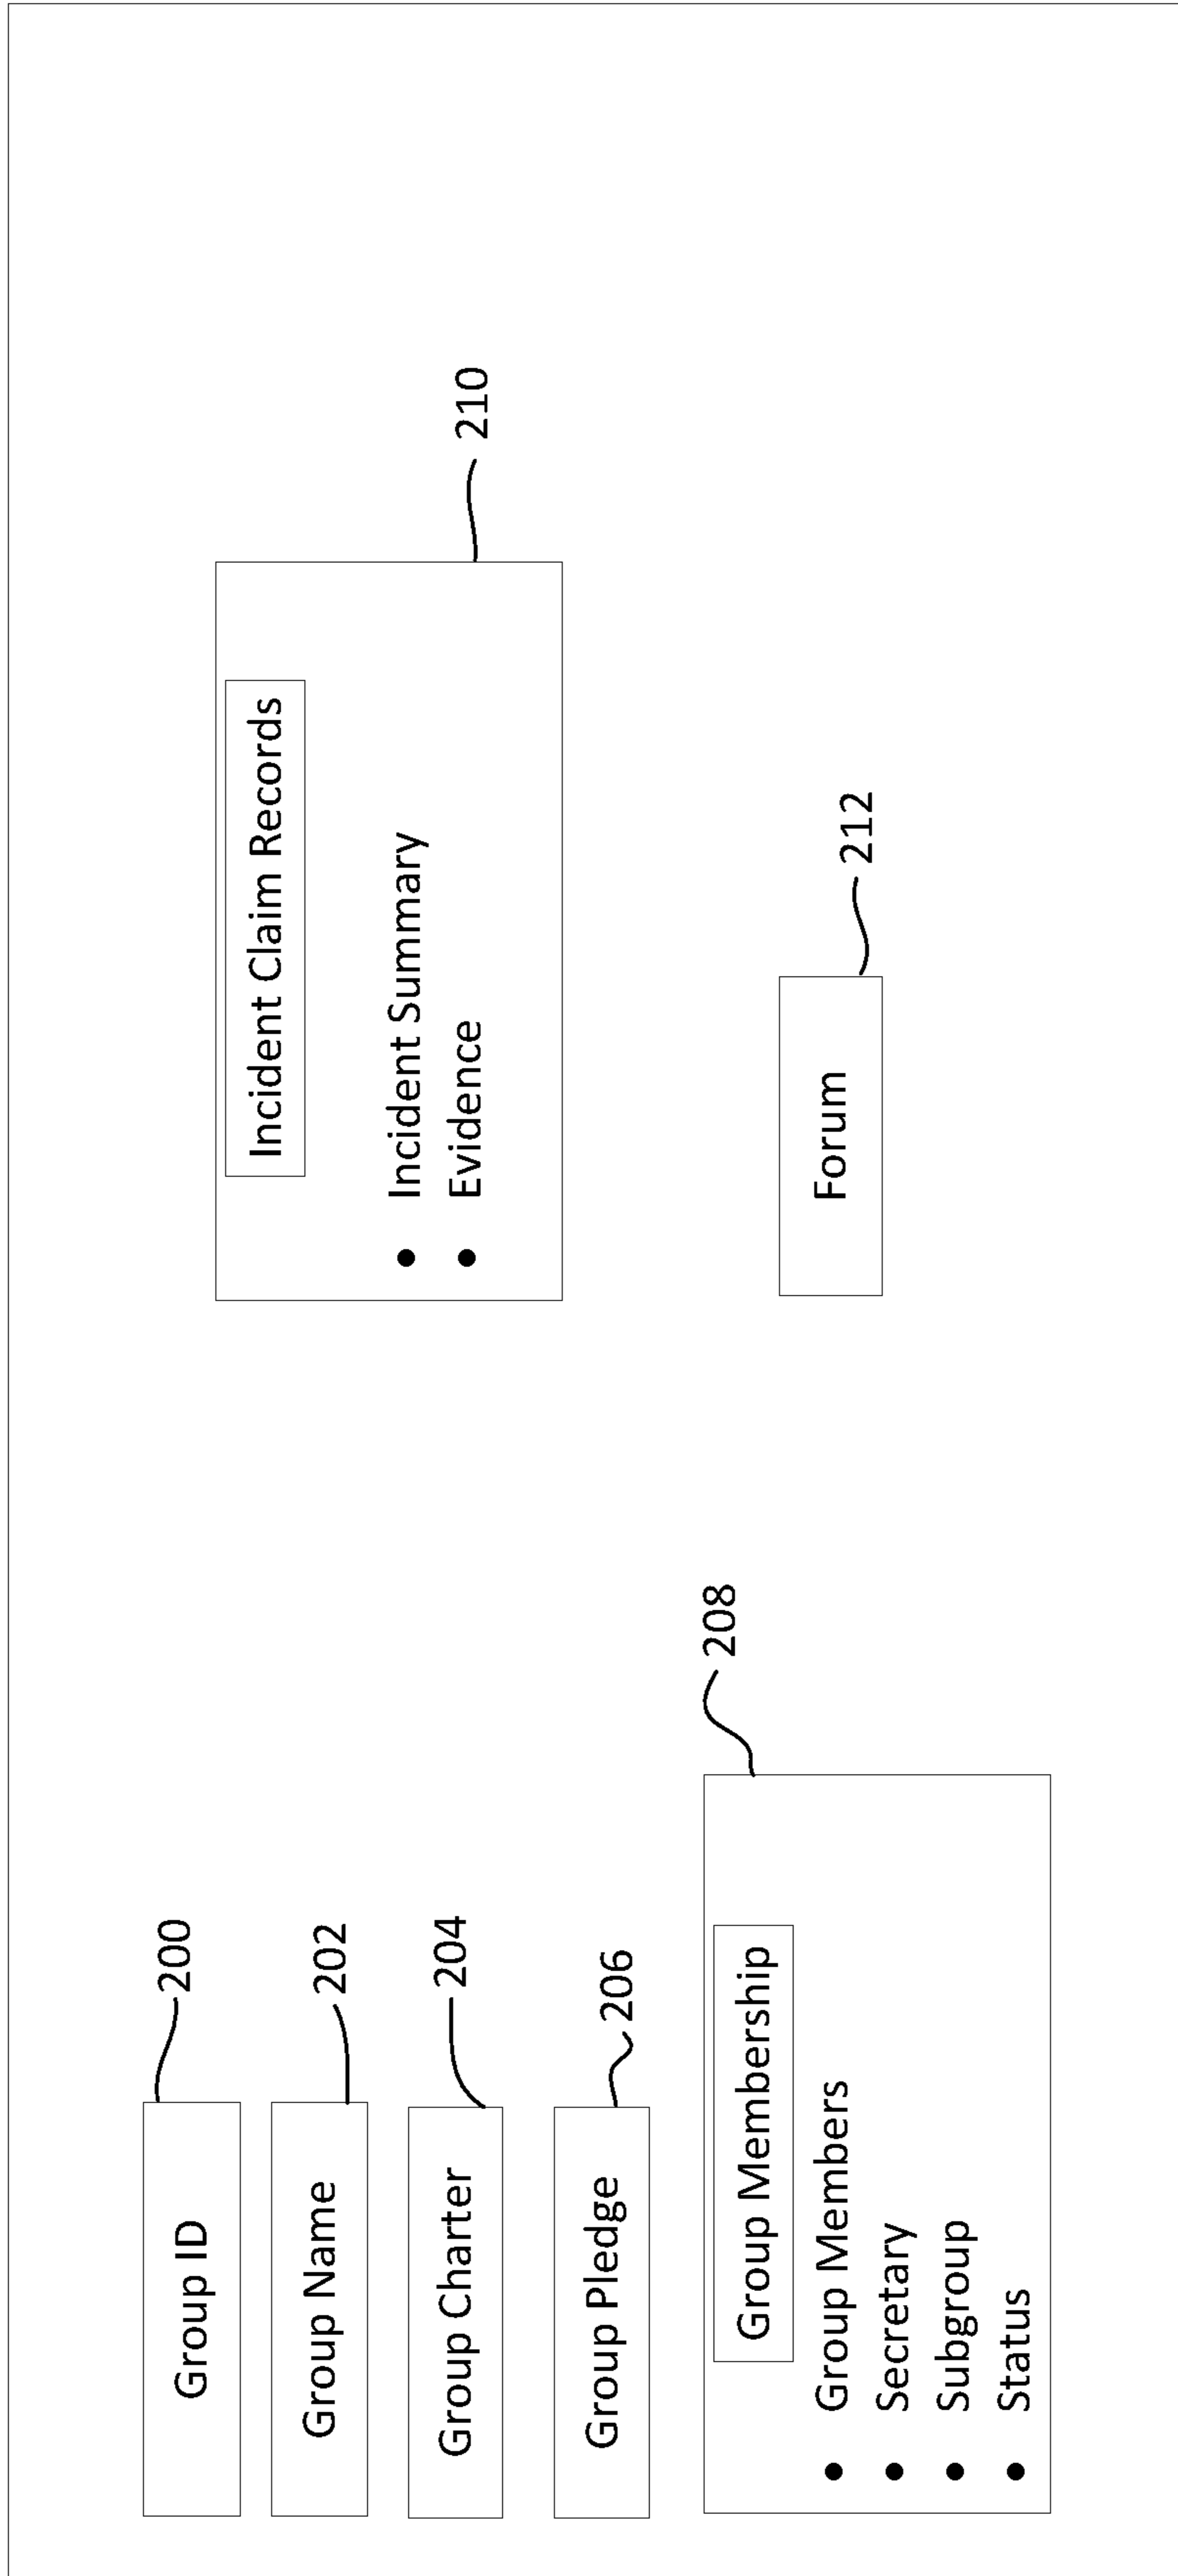 Group ID
200
Group Name
202
Group Charter
204
Group Pledge
206
Group Membership
208
● Group Members
● Secretary
● Subgroup
● Status
Incident Claim Records
210
● Incident Summary
● Evidence
Forum
212